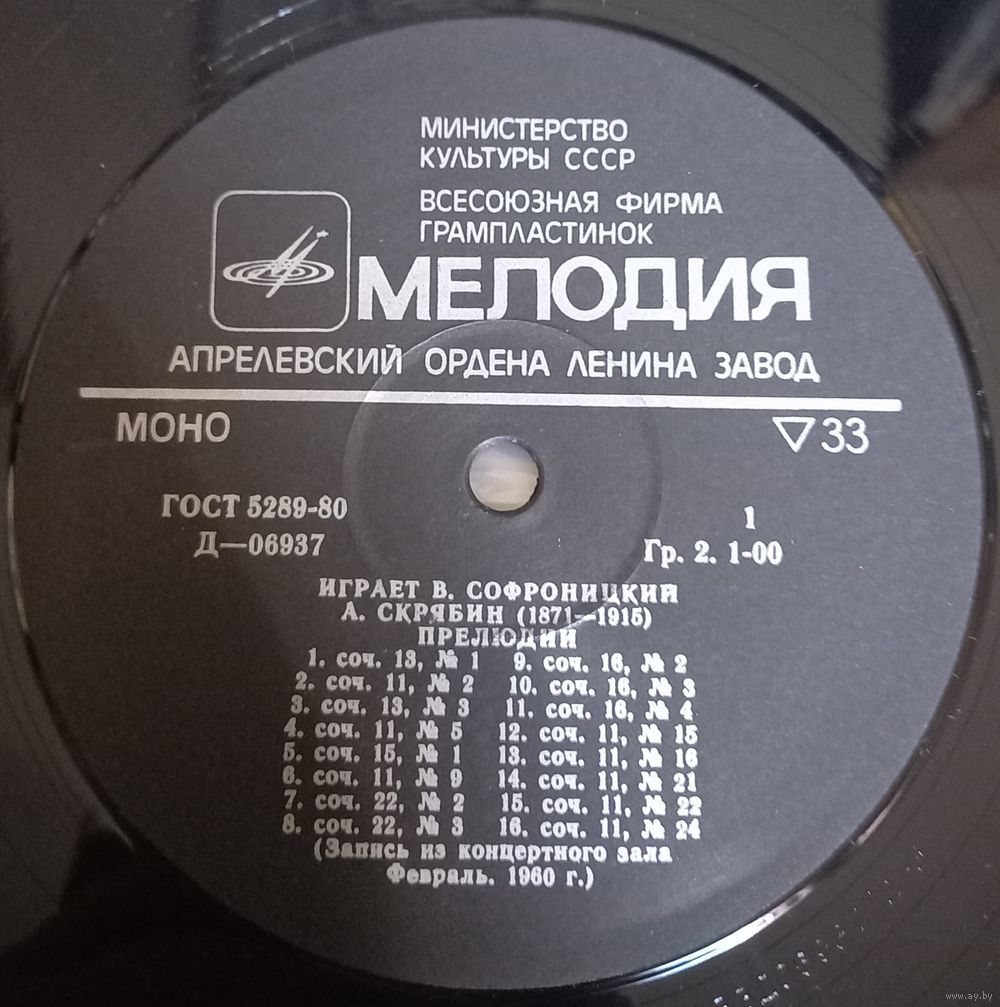 МИНИСТЕРСТВО
КУЛЬТУРЫ СССР
ВСЕСОЮЗНАЯ ФИРМА
ГРАМПЛАСТИНОК
МЕЛОДИЯ
АПРЕЛЕВСКИЙ ОРДЕНА ЛЕНИНА ЗАВОД
МОНО ▽33
ГОСТ 5289-80
Д—06937
1
Гр. 2. 1-00
ИГРАЕТ В. СОФРОНИЦКИЙ
А. СКРЯБИН (1871—1915)
ПРЕЛЮДИИ
1. соч. 13, № 1 9. соч. 16, № 2
2. соч. 11, № 2 10. соч. 16, № 3
3. соч. 13, № 3 11. соч. 16, № 4
4. соч. 11, № 5 12. соч. 11, № 15
5. соч. 15, № 1 13. соч. 11, № 16
6. соч. 11, № 9 14. соч. 11, № 21
7. соч. 22, № 2 15. соч. 11, № 22
8. соч. 22, № 3 16. соч. 11, № 24
(Запись из концертного зала
Февраль. 1960 г.)
www.ay.by